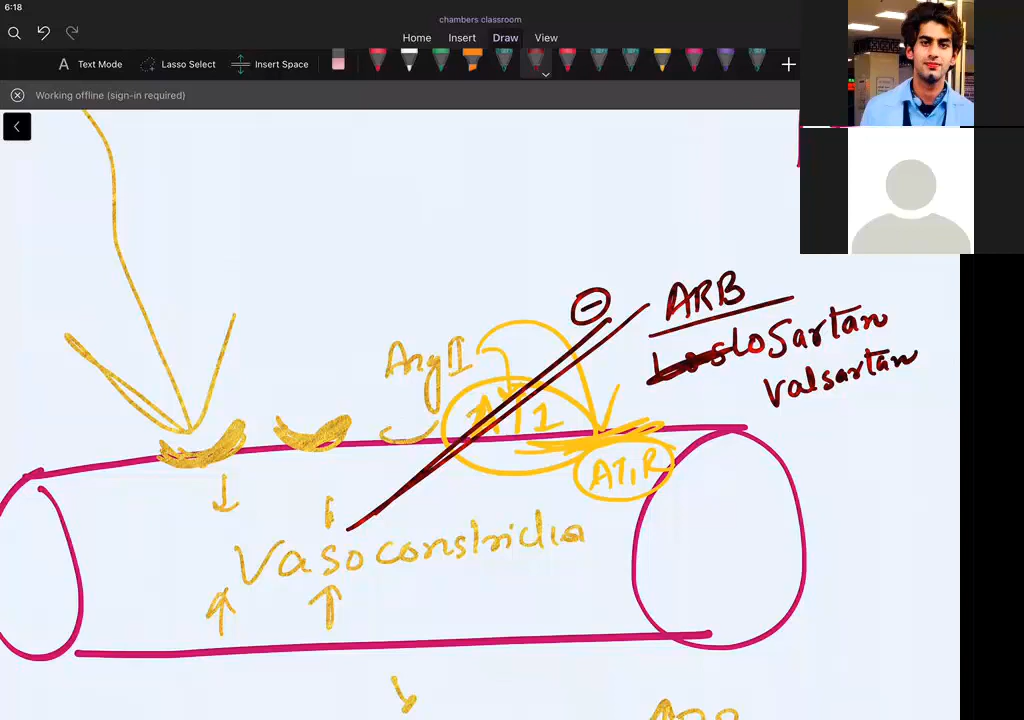 6:18
chambers classroom
Home Insert Draw View
A Text Mode Lasso Select Insert Space
Working offline (sign-in required)
ARB
losartan
valsartan
Ang II
AT1
AT1R
Vasoconstrictio